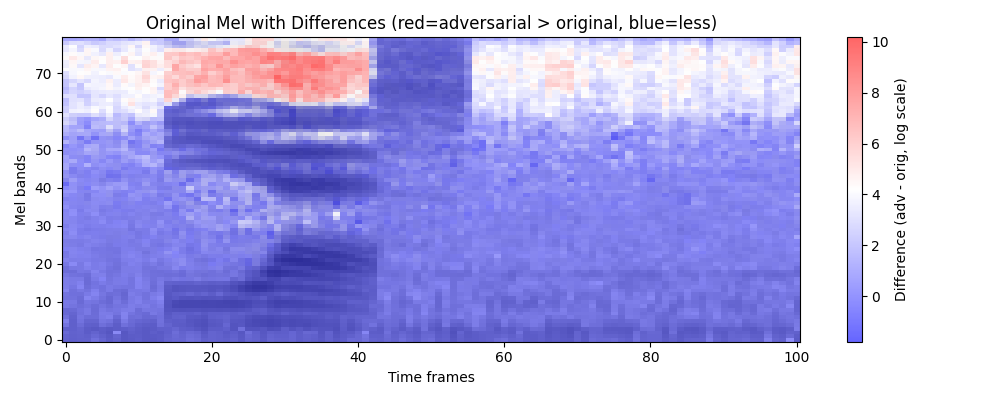 Original Mel with Differences (red=adversarial > original, blue=less)
Mel bands
70
60
50
40
30
20
10
0
0 20 40 60 80 100
Time frames
10
8
6
4
2
0
Difference (adv - orig, log scale)